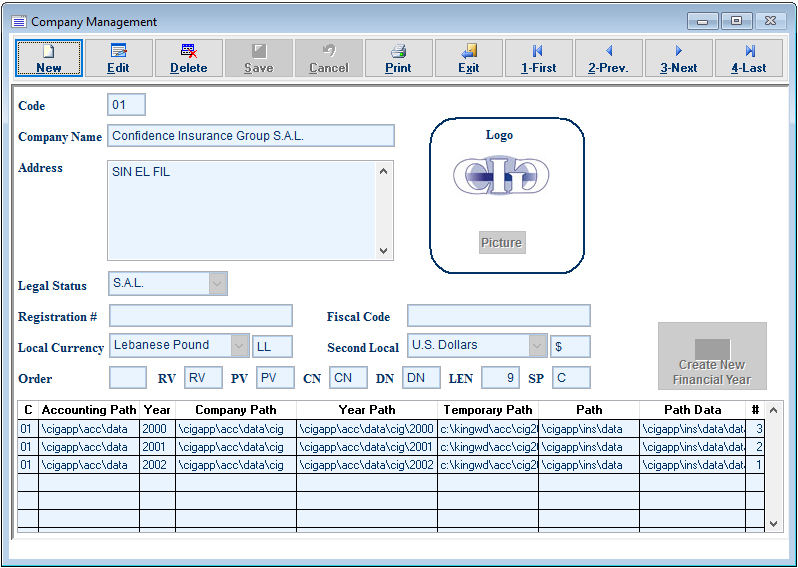 Company Management
New Edit Delete Save Cancel Print Exit 1-First 2-Prev. 3-Next 4-Last
Code 01
Company Name Confidence Insurance Group S.A.L.
Logo
Address SIN EL FIL
CIG
Picture
Legal Status S.A.L.
Registration # Fiscal Code
Local Currency Lebanese Pound LL Second Local U.S. Dollars $
Order RV RV PV PV CN CN DN DN LEN 9 SP C
Create New
Financial Year
C Accounting Path Year Company Path Year Path Temporary Path Path Path Data #
01 \cigapp\acc\data 2000 \cigapp\acc\data\cig \cigapp\acc\data\cig\2000 c:\kingwd\acc\cig20 \cigapp\ins\data \cigapp\ins\data\data 3
01 \cigapp\acc\data 2001 \cigapp\acc\data\cig \cigapp\acc\data\cig\2001 c:\kingwd\acc\cig20 \cigapp\ins\data \cigapp\ins\data\data 2
01 \cigapp\acc\data 2002 \cigapp\acc\data\cig \cigapp\acc\data\cig\2002 c:\kingwd\acc\cig20 \cigapp\ins\data \cigapp\ins\data\data 1